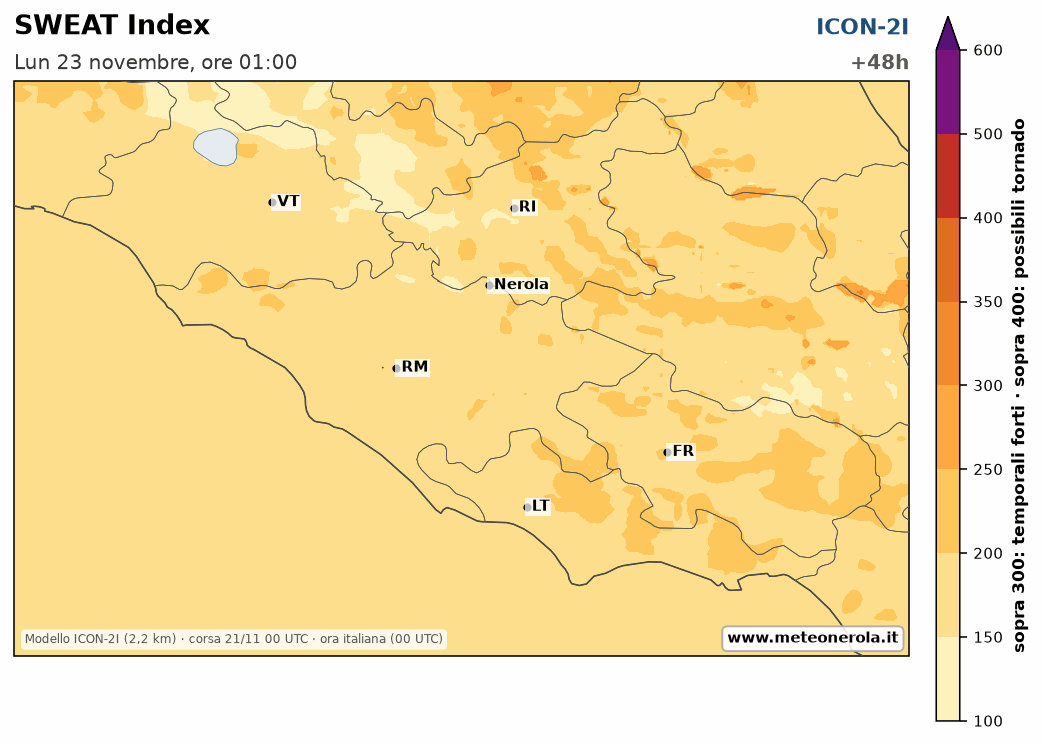 SWEAT Index
ICON-2I
Lun 23 novembre, ore 01:00
+48h
VT
RI
Nerola
RM
FR
LT
Modello ICON-2I (2,2 km) · corsa 21/11 00 UTC · ora italiana (00 UTC)
www.meteonerola.it
600
500
400
350
300
250
200
150
100
sopra 300: temporali forti · sopra 400: possibili tornado